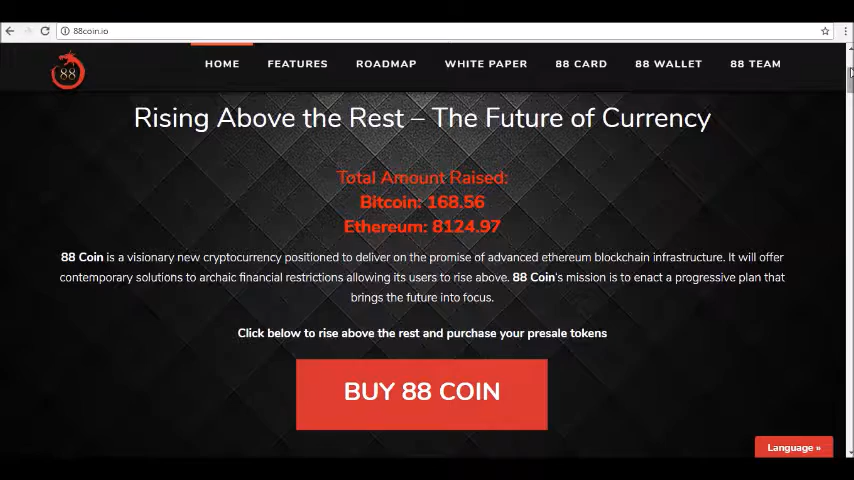 88coin.io
88
HOME FEATURES ROADMAP WHITE PAPER 88 CARD 88 WALLET 88 TEAM
Rising Above the Rest – The Future of Currency
Total Amount Raised:
Bitcoin: 168.56
Ethereum: 8124.97
88 Coin is a visionary new cryptocurrency positioned to deliver on the promise of advanced ethereum blockchain infrastructure. It will offer
contemporary solutions to archaic financial restrictions allowing its users to rise above. 88 Coin's mission is to enact a progressive plan that
brings the future into focus.
Click below to rise above the rest and purchase your presale tokens
BUY 88 COIN
Language »